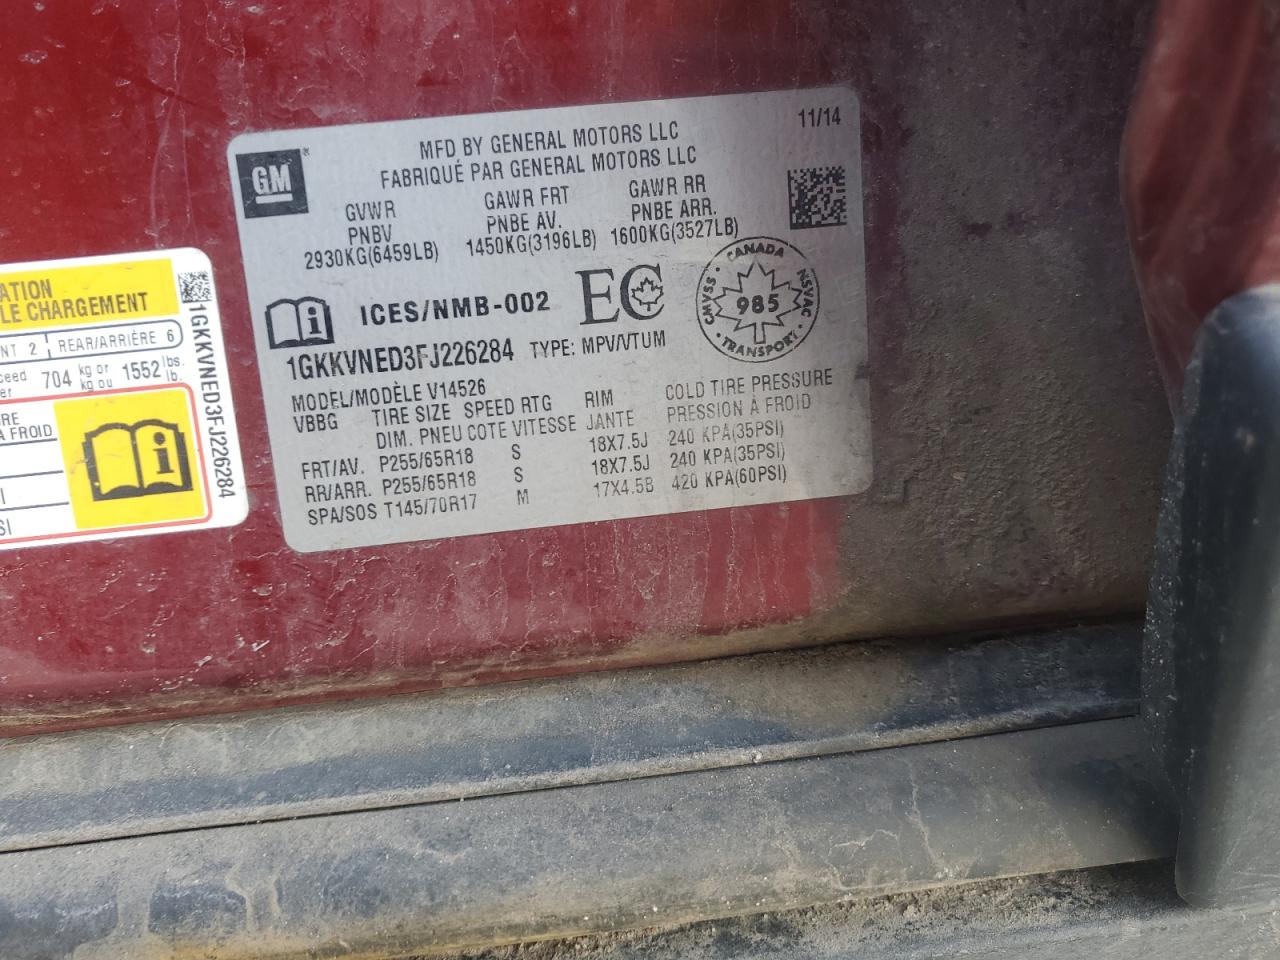 GM
MFD BY GENERAL MOTORS LLC
FABRIQUÉ PAR GENERAL MOTORS LLC
11/14
GVWR GAWR FRT GAWR RR
PNBV PNBE AV. PNBE ARR.
2930KG(6459LB) 1450KG(3196LB) 1600KG(3527LB)
ICES/NMB-002 EC
CANADA
CMVSS 985 NSVAC
TRANSPORT
1GKKVNED3FJ226284 TYPE: MPV/VTUM
MODEL/MODÈLE V14526
VBBG TIRE SIZE SPEED RTG RIM COLD TIRE PRESSURE
DIM. PNEU COTE VITESSE JANTE PRESSION À FROID
FRT/AV. P255/65R18 S 18X7.5J 240 KPA(35PSI)
RR/ARR. P255/65R18 S 18X7.5J 240 KPA(35PSI)
SPA/SOS T145/70R17 M 17X4.5B 420 KPA(60PSI)
ATION
LE CHARGEMENT
NT 2 REAR/ARRIÈRE 6
704 kg or kg ou 1552 lbs. lb.
À FROID
1GKKVNED3FJ226284